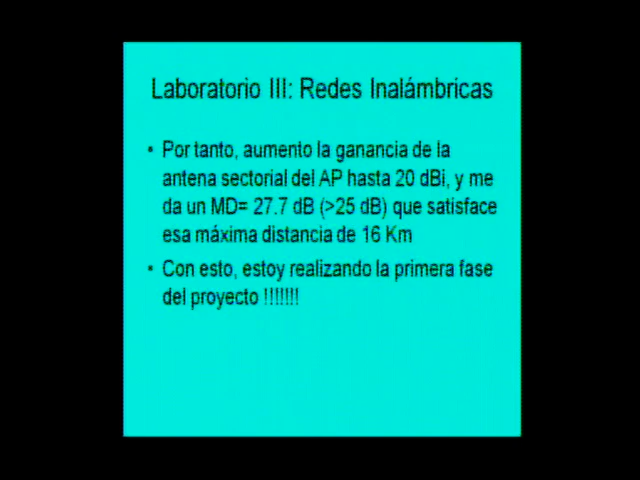 Laboratorio III: Redes Inalámbricas
• Por tanto, aumento la ganancia de la
antena sectorial del AP hasta 20 dBi, y me
da un MD= 27.7 dB (>25 dB) que satisface
esa máxima distancia de 16 Km
• Con esto, estoy realizando la primera fase
del proyecto !!!!!!!